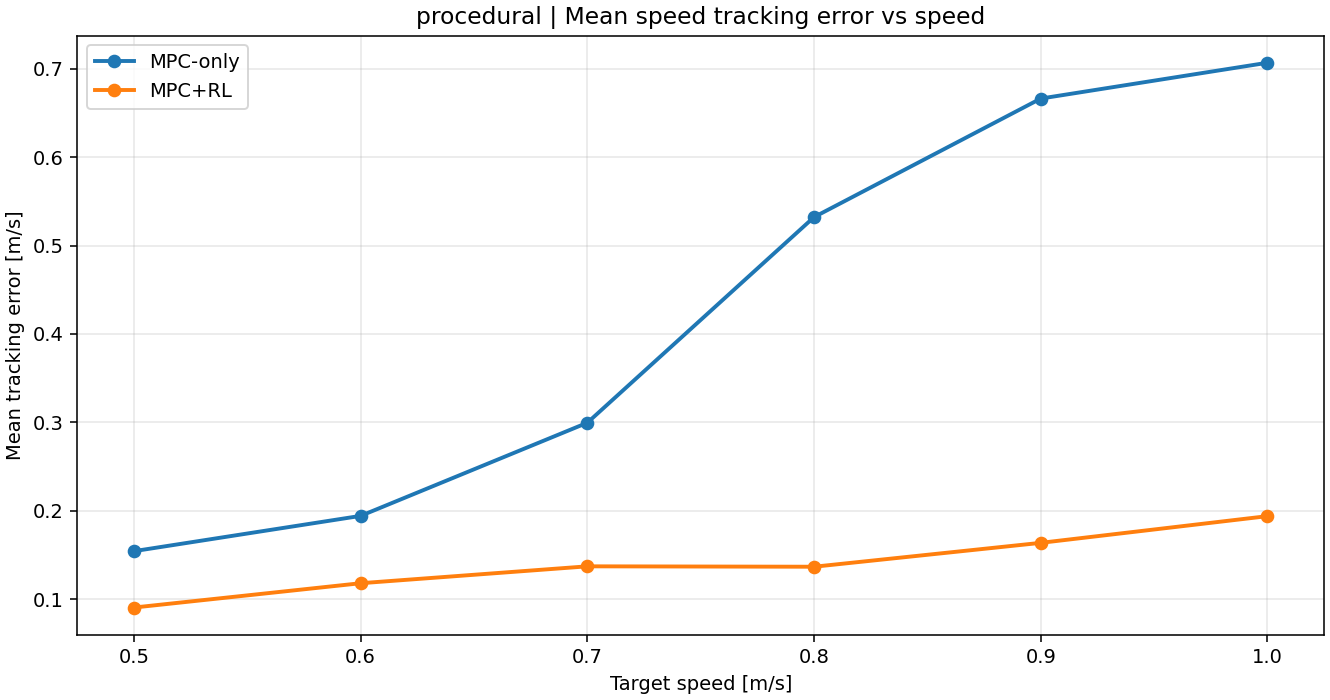 procedural | Mean speed tracking error vs speed
MPC-only
MPC+RL
Mean tracking error [m/s]
0.7
0.6
0.5
0.4
0.3
0.2
0.1
0.5 0.6 0.7 0.8 0.9 1.0
Target speed [m/s]